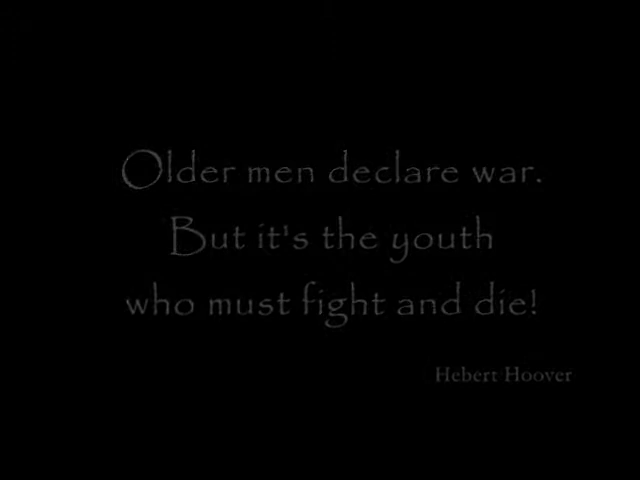 Older men declare war.
But it's the youth
who must fight and die!
Hebert Hoover